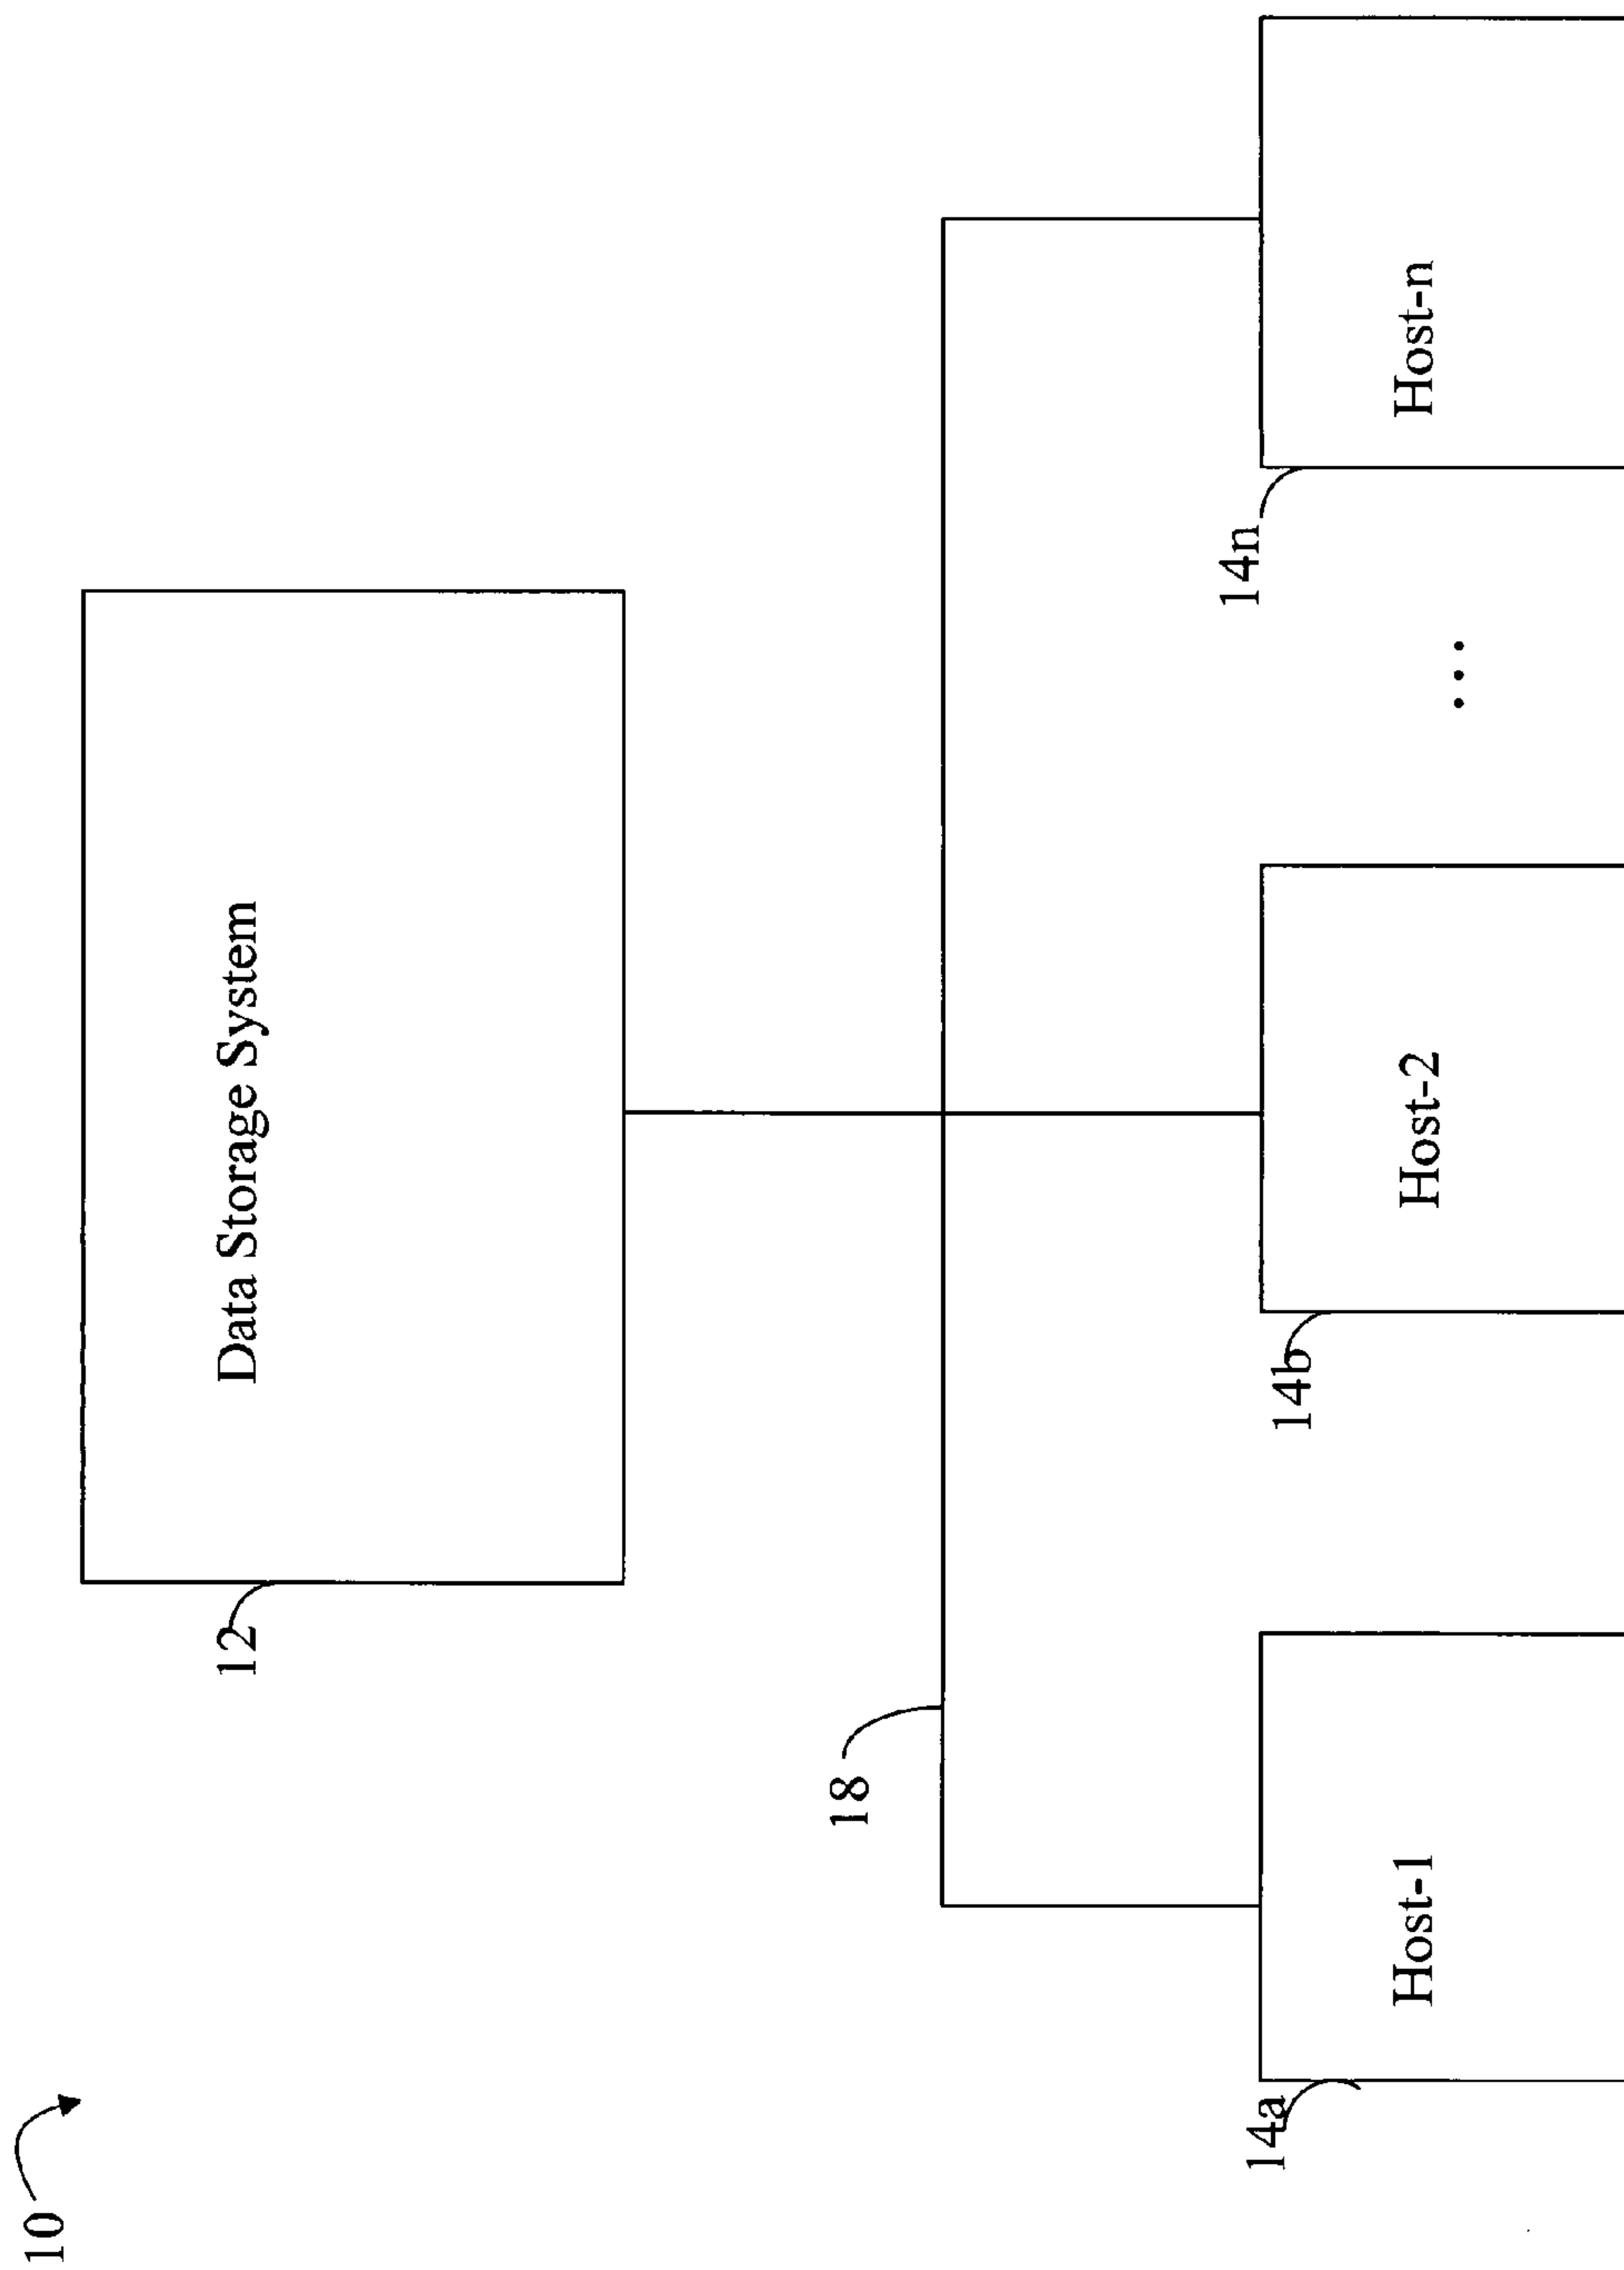 10
12
Data Storage System
18
14a
Host-1
14b
Host-2
...
14n
Host-n